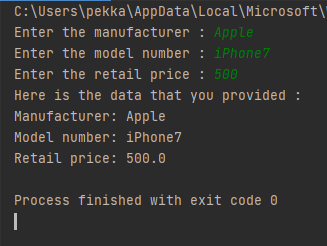 C:\Users\pekka\AppData\Local\Microsoft\
Enter the manufacturer : Apple
Enter the model number : iPhone7
Enter the retail price : 500
Here is the data that you provided :
Manufacturer: Apple
Model number: iPhone7
Retail price: 500.0
Process finished with exit code 0